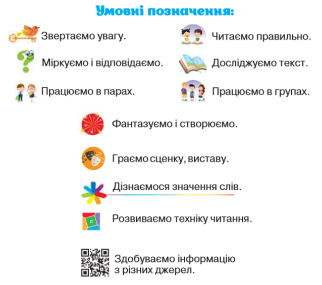 Умовні позначення:
Звертаємо увагу.
Читаємо правильно.
Міркуємо і відповідаємо.
Досліджуємо текст.
Працюємо в парах.
Працюємо в групах.
Фантазуємо і створюємо.
Граємо сценку, виставу.
Дізнаємося значення слів.
Розвиваємо техніку читання.
Здобуваємо інформацію
з різних джерел.